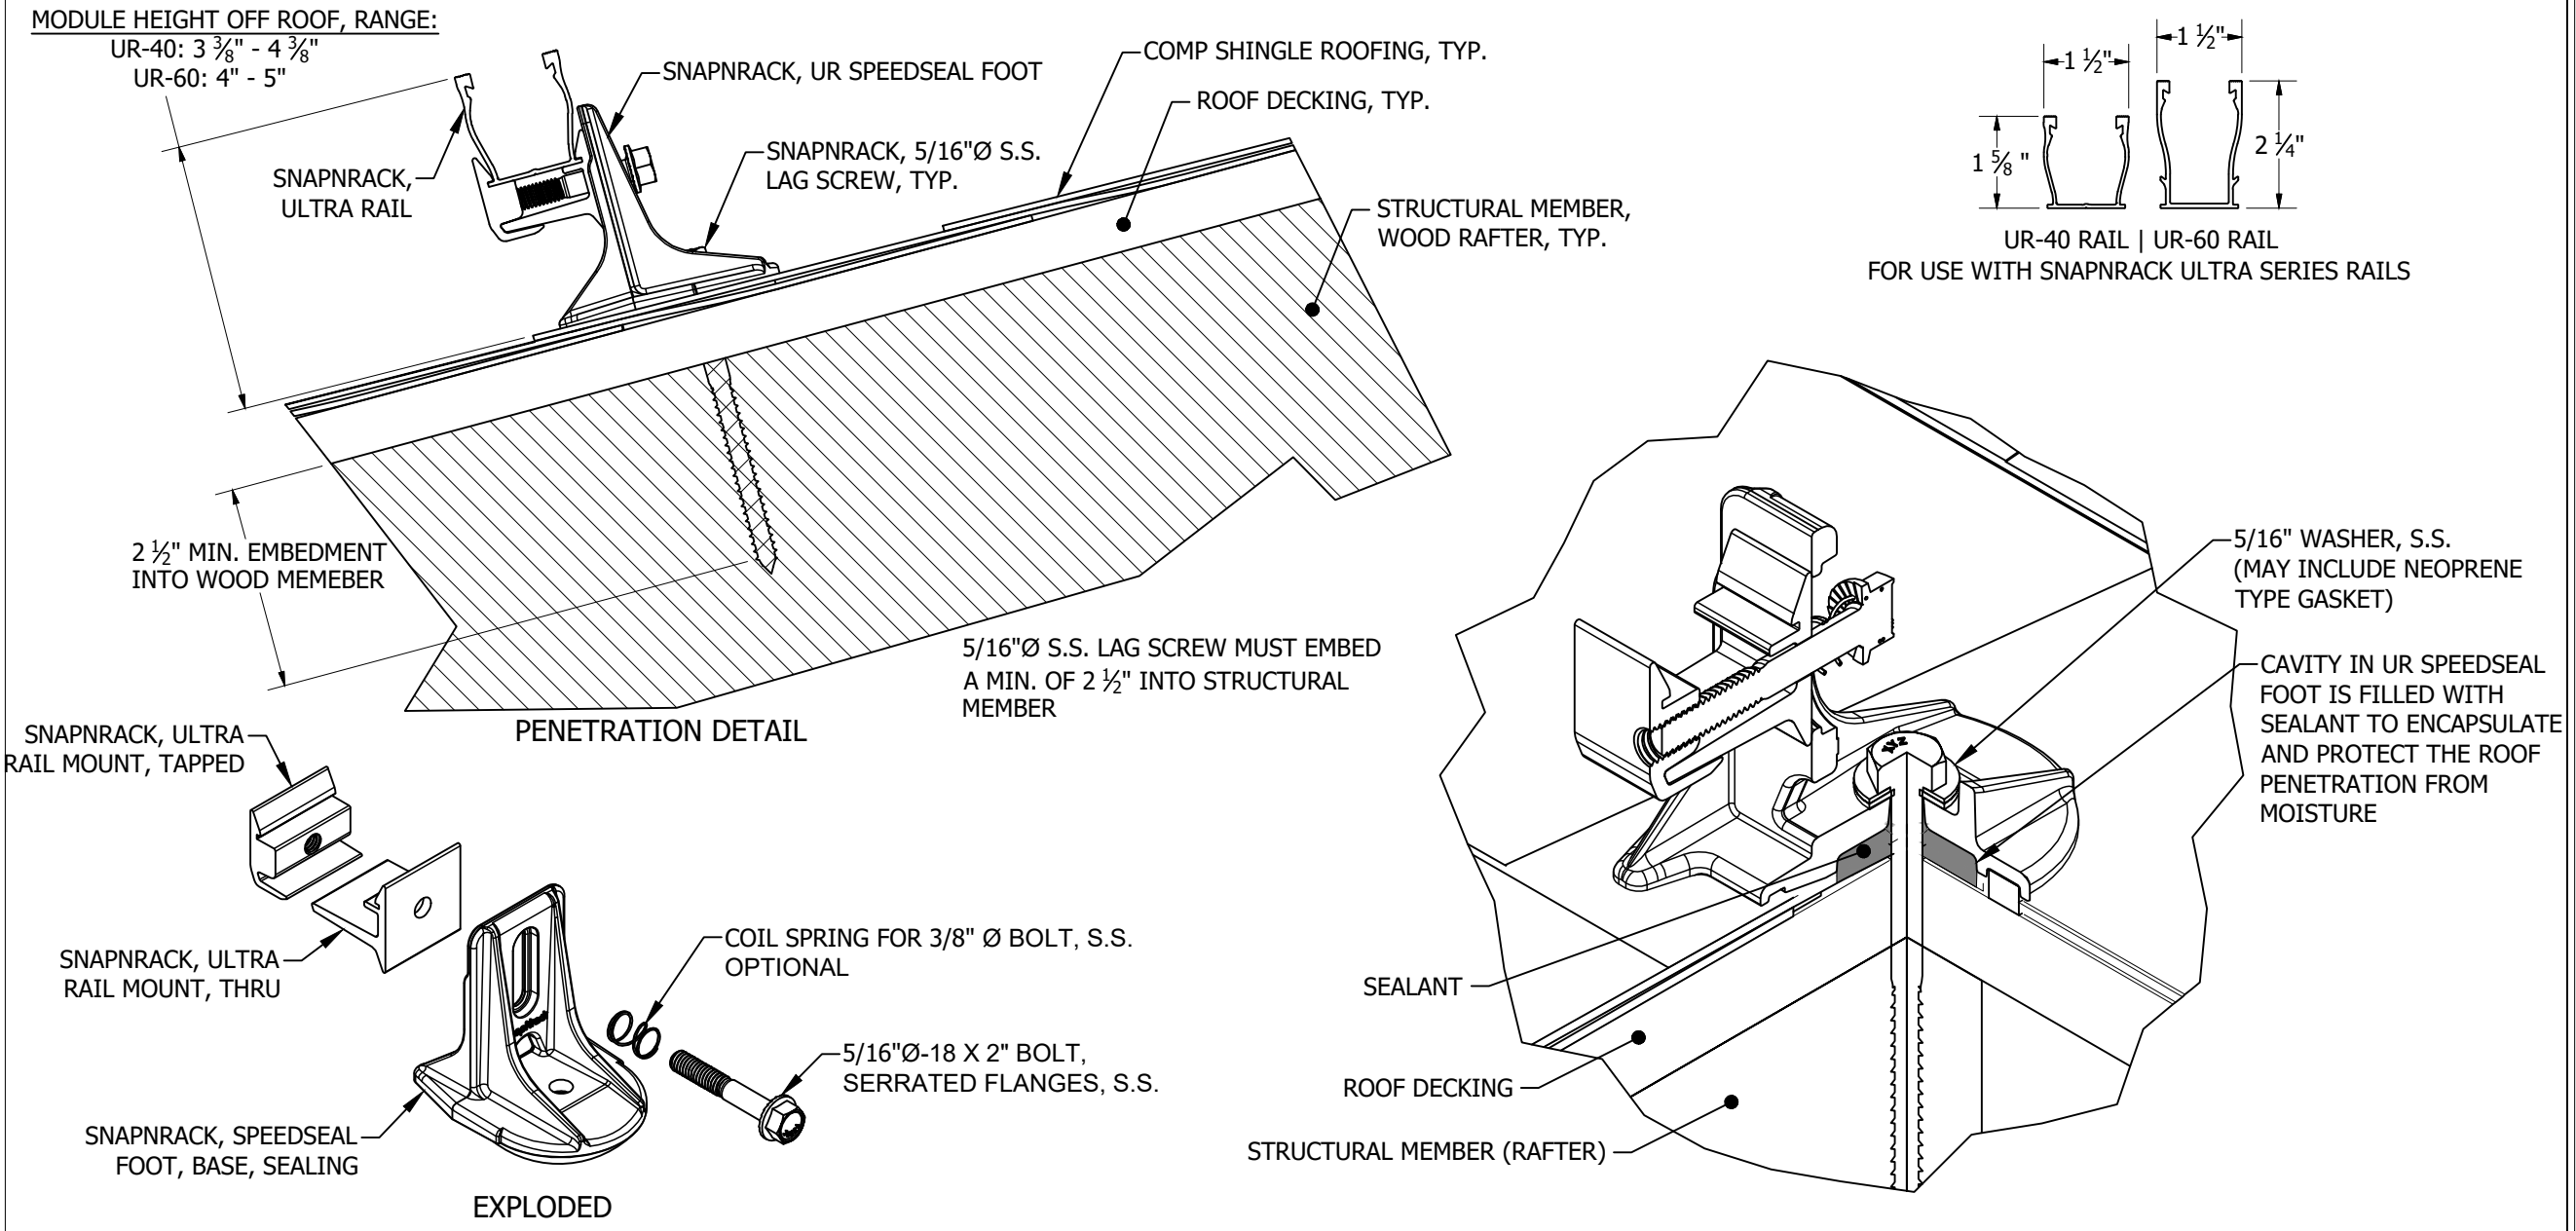 MODULE HEIGHT OFF ROOF, RANGE:
UR-40: 3 ⅜" - 4 ⅜"
UR-60: 4" - 5"
SNAPNRACK,
ULTRA RAIL
SNAPNRACK, UR SPEEDSEAL FOOT
SNAPNRACK, 5/16"Ø S.S.
LAG SCREW, TYP.
COMP SHINGLE ROOFING, TYP.
ROOF DECKING, TYP.
STRUCTURAL MEMBER,
WOOD RAFTER, TYP.
2 ½" MIN. EMBEDMENT
INTO WOOD MEMEBER
5/16"Ø S.S. LAG SCREW MUST EMBED
A MIN. OF 2 ½" INTO STRUCTURAL
MEMBER
PENETRATION DETAIL
1 ½"
1 ½"
1 ⅝ "
2 ¼"
UR-40 RAIL | UR-60 RAIL
FOR USE WITH SNAPNRACK ULTRA SERIES RAILS
SNAPNRACK, ULTRA
RAIL MOUNT, TAPPED
SNAPNRACK, ULTRA
RAIL MOUNT, THRU
COIL SPRING FOR 3/8" Ø BOLT, S.S.
OPTIONAL
5/16"Ø-18 X 2" BOLT,
SERRATED FLANGES, S.S.
SNAPNRACK, SPEEDSEAL
FOOT, BASE, SEALING
EXPLODED
5/16" WASHER, S.S.
(MAY INCLUDE NEOPRENE
TYPE GASKET)
CAVITY IN UR SPEEDSEAL
FOOT IS FILLED WITH
SEALANT TO ENCAPSULATE
AND PROTECT THE ROOF
PENETRATION FROM
MOISTURE
XYZ
SEALANT
ROOF DECKING
STRUCTURAL MEMBER (RAFTER)